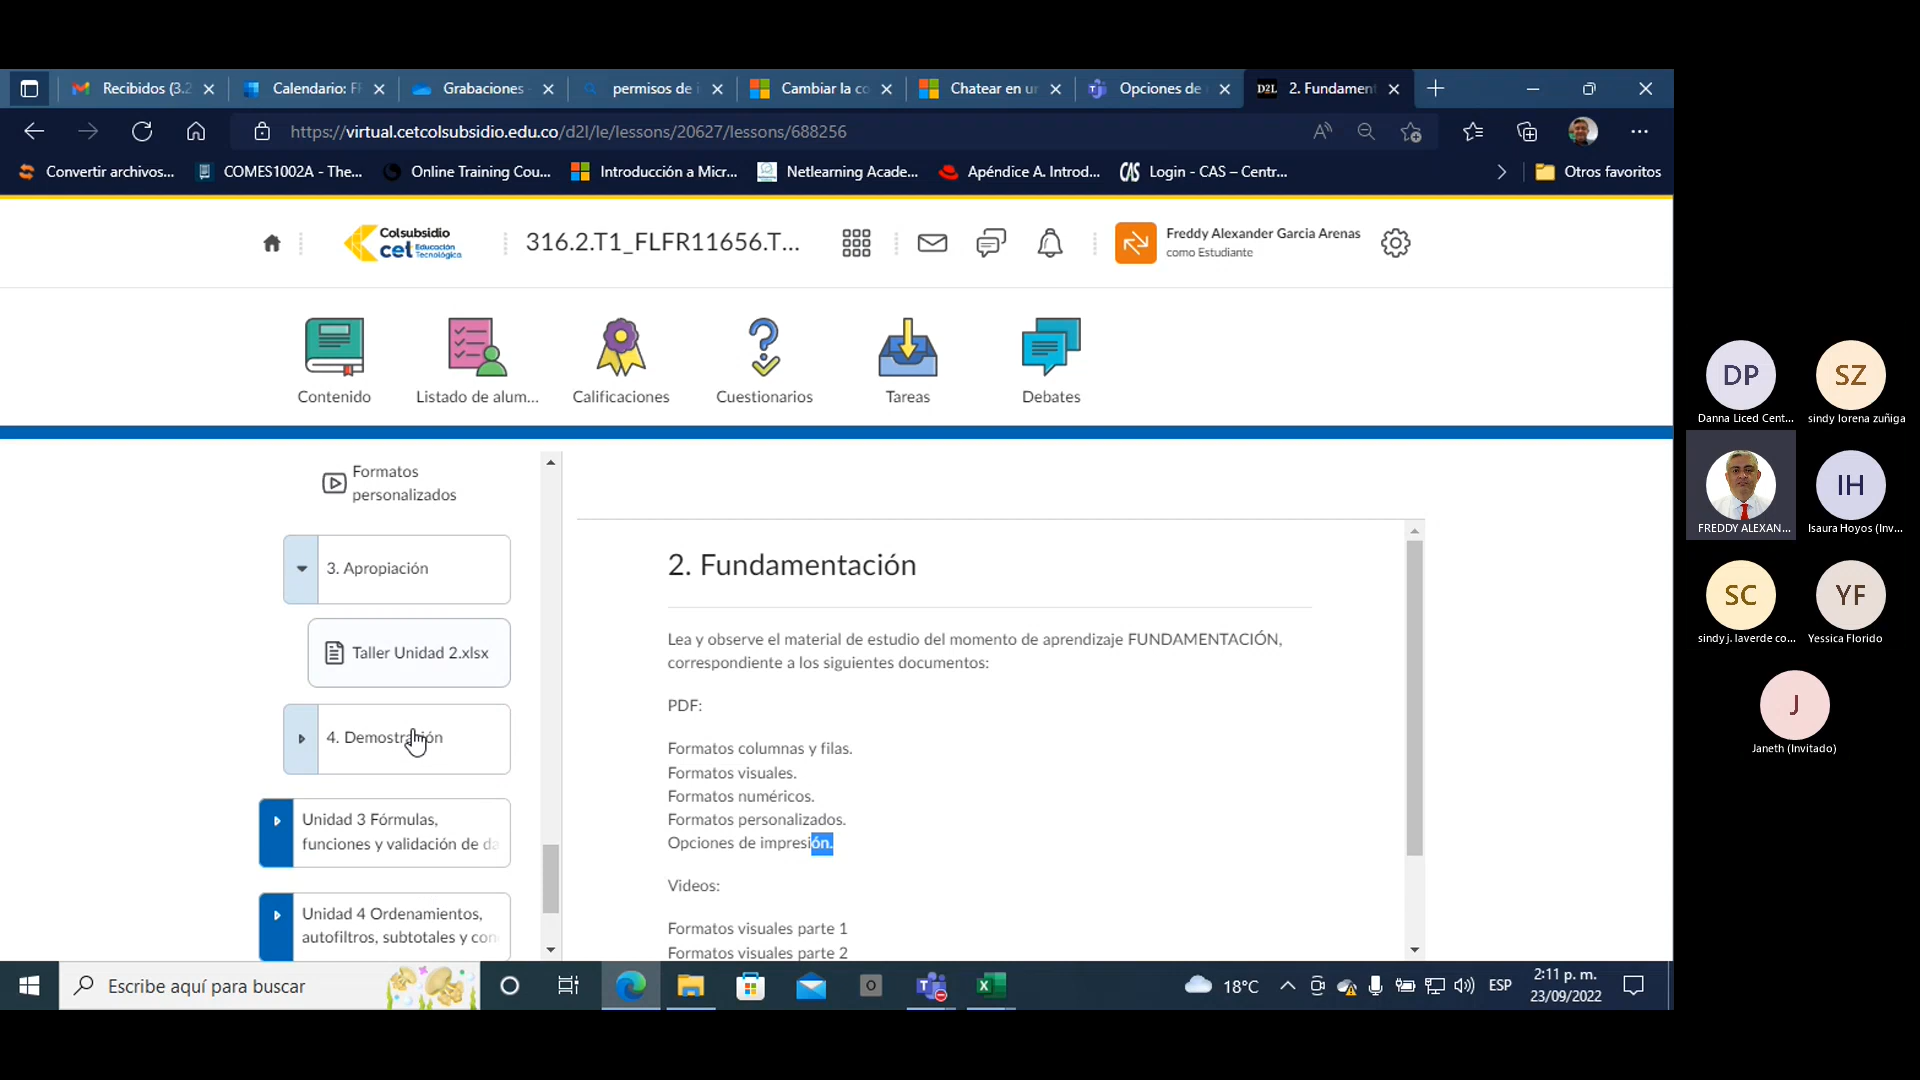 Recibidos (3.2
Calendario: F
Grabaciones -
permisos de i
Cambiar la co
Chatear en un
Opciones de
D2L
2. Fundamen
https://virtual.cetcolsubsidio.edu.co/d2l/le/lessons/20627/lessons/688256
Convertir archivos...
COMES1002A - The...
Online Training Cou...
Introducción a Micr...
Netlearning Acade...
Apéndice A. Introd...
CAS
Login - CAS – Centr...
Otros favoritos
Colsubsidio
cet Educación
Tecnológica
316.2.T1_FLFR11656.T...
Freddy Alexander Garcia Arenas
como Estudiante
Contenido
Listado de alum...
Calificaciones
Cuestionarios
Tareas
Debates
Formatos
personalizados
3. Apropiación
Taller Unidad 2.xlsx
4. Demostración
Unidad 3 Fórmulas,
funciones y validación de da
Unidad 4 Ordenamientos,
autofiltros, subtotales y con
2. Fundamentación
Lea y observe el material de estudio del momento de aprendizaje FUNDAMENTACIÓN,
correspondiente a los siguientes documentos:
PDF:
Formatos columnas y filas.
Formatos visuales.
Formatos numéricos.
Formatos personalizados.
Opciones de impresión.
Videos:
Formatos visuales parte 1
Formatos visuales parte 2
DP
Danna Liced Cent...
SZ
sindy lorena zuñiga
FREDDY ALEXAN...
IH
Isaura Hoyos (Inv...
SC
sindy j. laverde co...
YF
Yessica Florido
J
Janeth (Invitado)
Escribe aquí para buscar
18°C
ESP
2:11 p. m.
23/09/2022